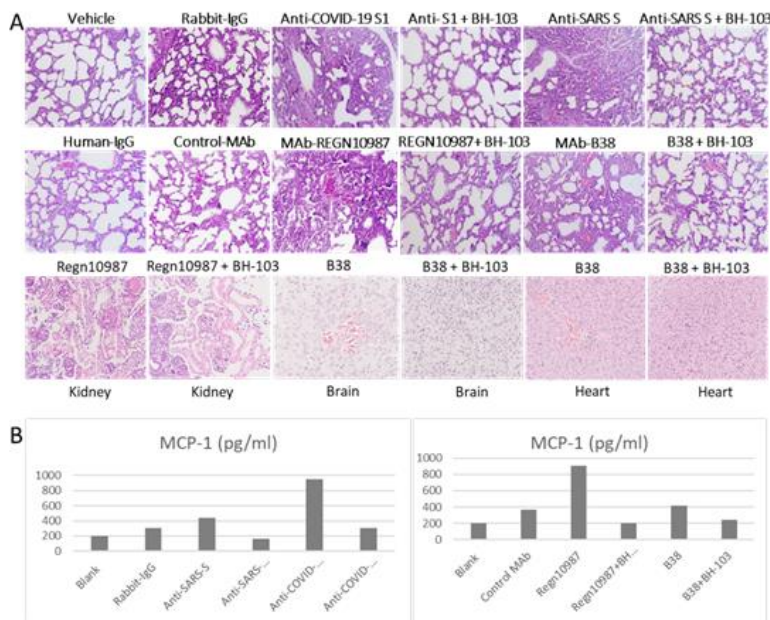 A
Vehicle Rabbit-IgG Anti-COVID-19 S1 Anti- S1 + BH-103 Anti-SARS S Anti-SARS S + BH-103
Human-IgG Control-MAb MAb-REGN10987 REGN10987+ BH-103 MAb-B38 B38 + BH-103
Regn10987 Regn10987 + BH-103 B38 B38 + BH-103 B38 B38 + BH-103
Kidney Kidney Brain Brain Heart Heart
B
MCP-1 (pg/ml)
1000
800
600
400
200
0
Blank
Rabbit-IgG
Anti-SARS-S
Anti-SARS-...
Anti-COVID-...
Anti-COVID-...
MCP-1 (pg/ml)
1000
800
600
400
200
0
Blank
Control MAb
Regn10987
Regn10987+BH...
B38
B38+BH-103